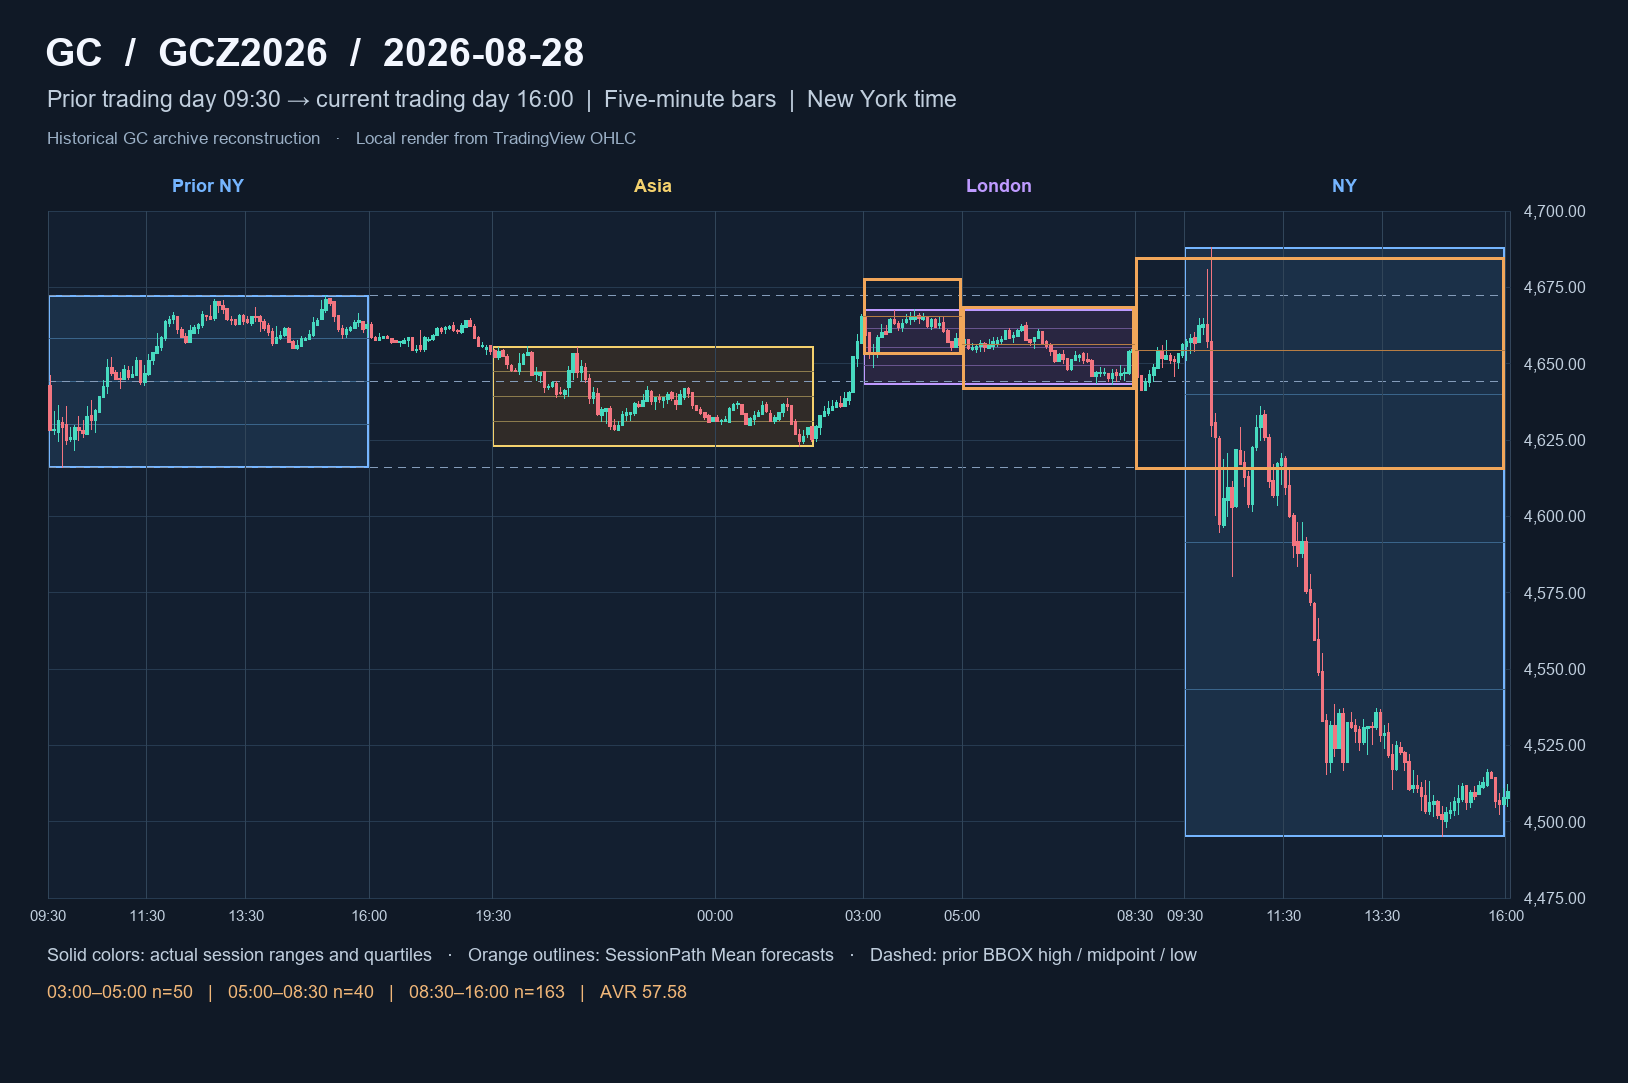 GC / GCZ2026 / 2026-08-28
Prior trading day 09:30 → current trading day 16:00 | Five-minute bars | New York time
Historical GC archive reconstruction · Local render from TradingView OHLC
Prior NY
Asia
London
NY
4,700.00
4,675.00
4,650.00
4,625.00
4,600.00
4,575.00
4,550.00
4,525.00
4,500.00
4,475.00
09:30 11:30 13:30 16:00 19:30 00:00 03:00 05:00 08:30 09:30 11:30 13:30 16:00
Solid colors: actual session ranges and quartiles · Orange outlines: SessionPath Mean forecasts · Dashed: prior BBOX high / midpoint / low
03:00–05:00 n=50 | 05:00–08:30 n=40 | 08:30–16:00 n=163 | AVR 57.58